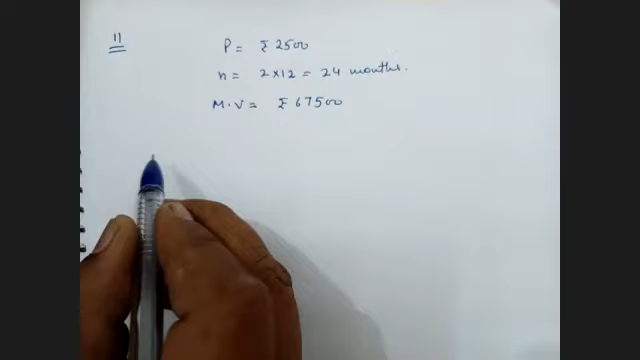 11
P = ₹ 2500
n = 2×12 = 24 months.
M.V = ₹ 67500